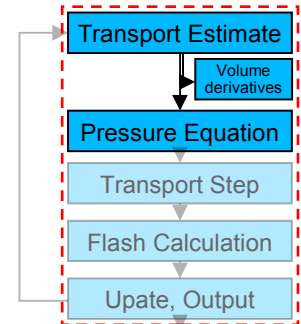 Transport Estimate
Volume
derivatives
Pressure Equation
Transport Step
Flash Calculation
Upate, Output